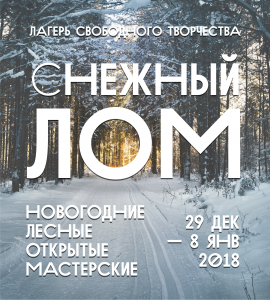 ЛАГЕРЬ СВОБОДНОГО ТВОРЧЕСТВА
СНЕЖНЫЙ
ЛОМ
НОВОГОДНИЕ
ЛЕСНЫЕ
ОТКРЫТЫЕ
МАСТЕРСКИЕ
29 ДЕК
— 8 ЯНВ
2018